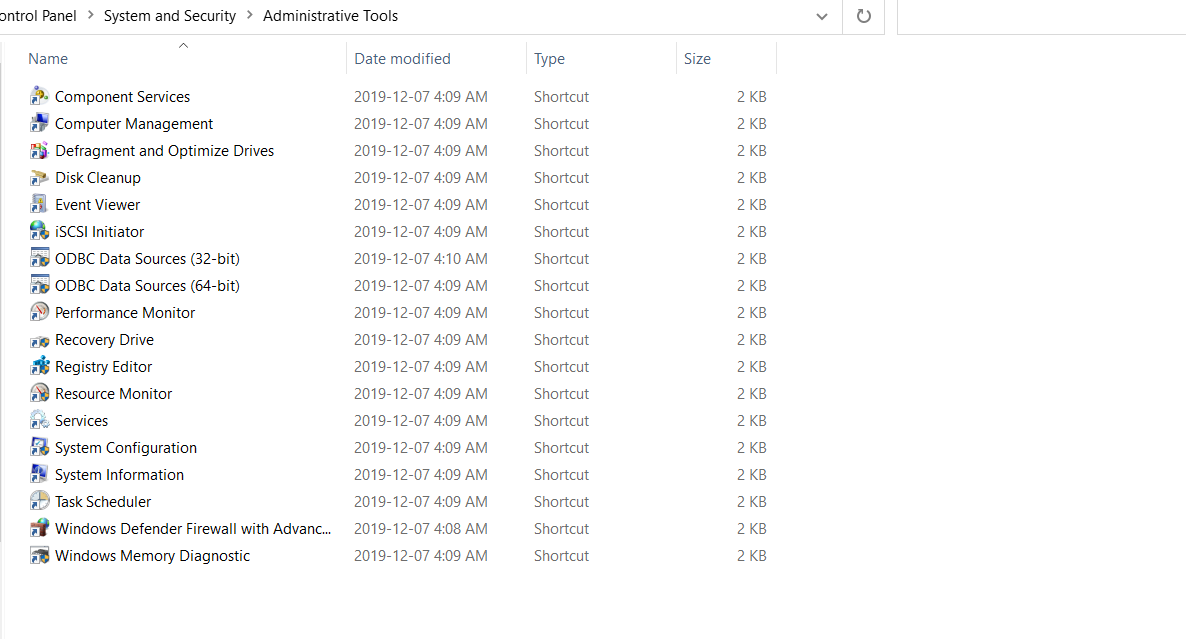 ontrol Panel > System and Security > Administrative Tools
Name Date modified Type Size
Component Services 2019-12-07 4:09 AM Shortcut 2 KB
Computer Management 2019-12-07 4:09 AM Shortcut 2 KB
Defragment and Optimize Drives 2019-12-07 4:09 AM Shortcut 2 KB
Disk Cleanup 2019-12-07 4:09 AM Shortcut 2 KB
Event Viewer 2019-12-07 4:09 AM Shortcut 2 KB
iSCSI Initiator 2019-12-07 4:09 AM Shortcut 2 KB
ODBC Data Sources (32-bit) 2019-12-07 4:10 AM Shortcut 2 KB
ODBC Data Sources (64-bit) 2019-12-07 4:09 AM Shortcut 2 KB
Performance Monitor 2019-12-07 4:09 AM Shortcut 2 KB
Recovery Drive 2019-12-07 4:09 AM Shortcut 2 KB
Registry Editor 2019-12-07 4:09 AM Shortcut 2 KB
Resource Monitor 2019-12-07 4:09 AM Shortcut 2 KB
Services 2019-12-07 4:09 AM Shortcut 2 KB
System Configuration 2019-12-07 4:09 AM Shortcut 2 KB
System Information 2019-12-07 4:09 AM Shortcut 2 KB
Task Scheduler 2019-12-07 4:09 AM Shortcut 2 KB
Windows Defender Firewall with Advanc... 2019-12-07 4:08 AM Shortcut 2 KB
Windows Memory Diagnostic 2019-12-07 4:09 AM Shortcut 2 KB